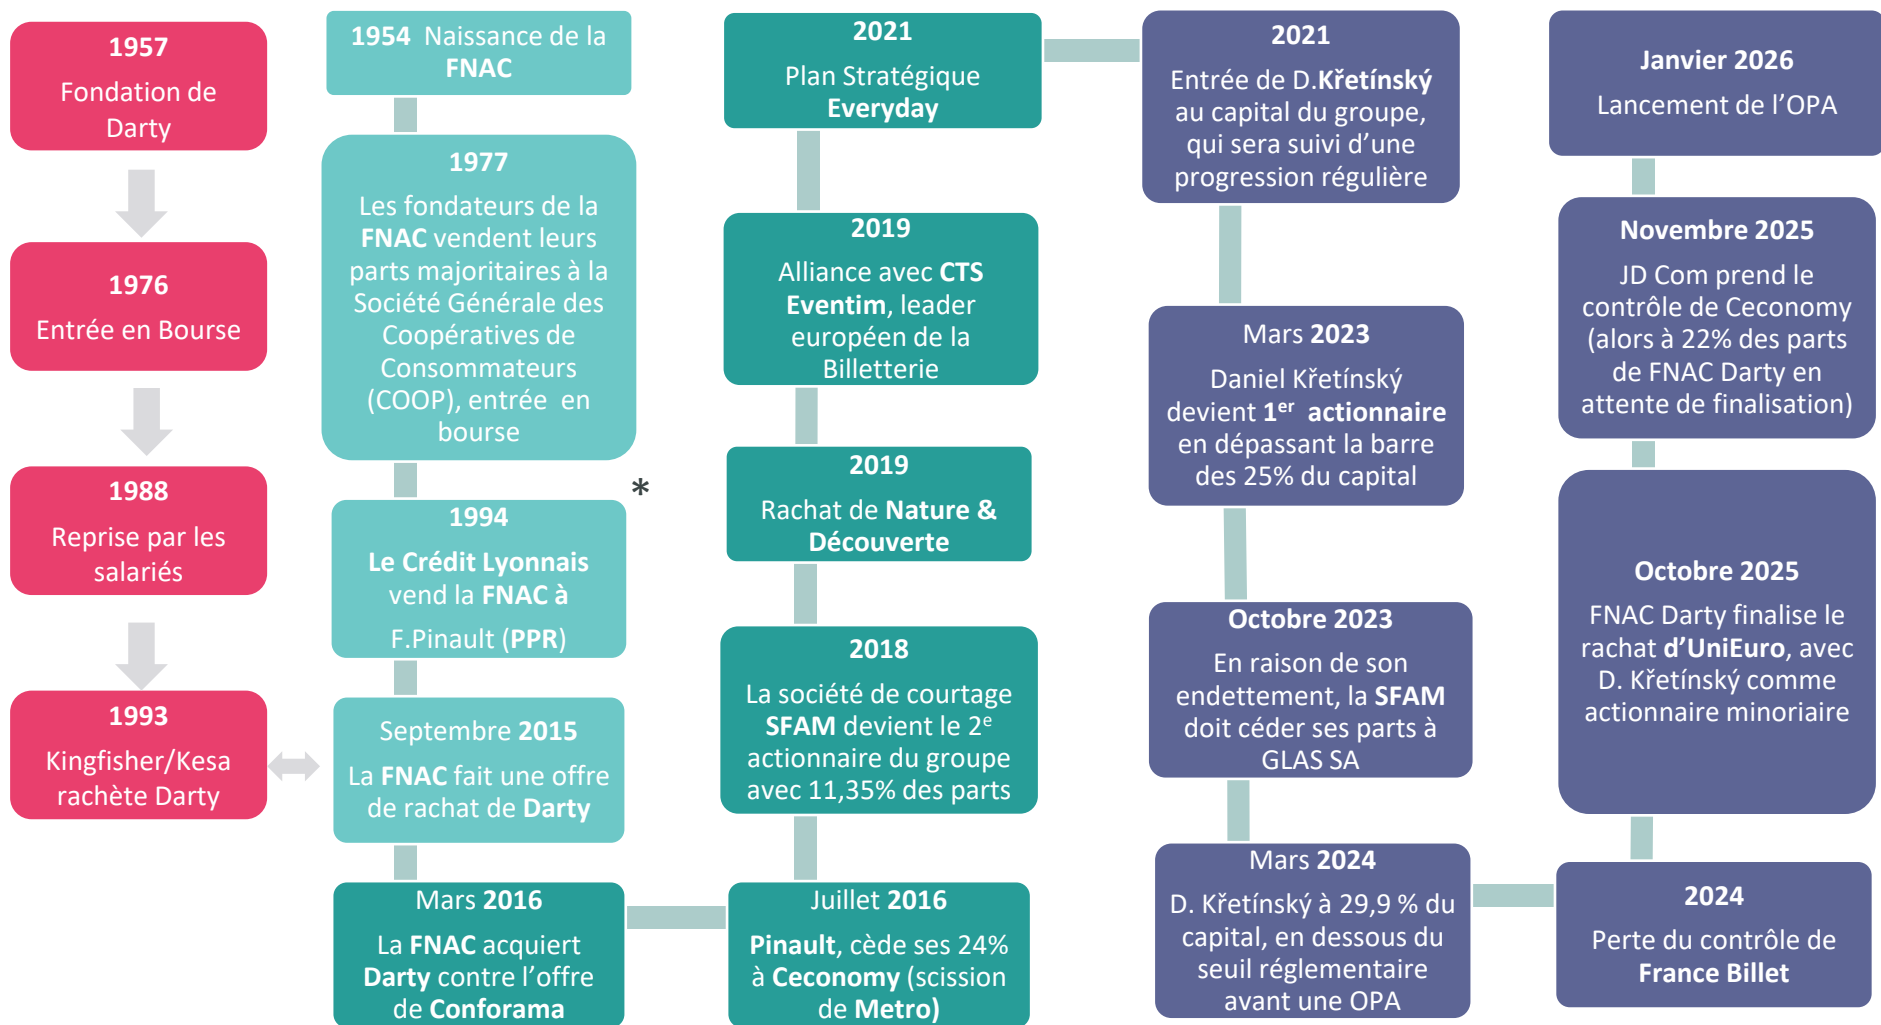 1957
Fondation de
Darty
1976
Entrée en Bourse
1988
Reprise par les
salariés
1993
Kingfisher/Kesa
rachète Darty
1954 Naissance de la
FNAC
1977
Les fondateurs de la
FNAC vendent leurs
parts majoritaires à la
Société Générale des
Coopératives de
Consommateurs
(COOP), entrée en
bourse
*
1994
Le Crédit Lyonnais
vend la FNAC à
F.Pinault (PPR)
Septembre 2015
La FNAC fait une offre
de rachat de Darty
Mars 2016
La FNAC acquiert
Darty contre l’offre
de Conforama
Juillet 2016
Pinault, cède ses 24%
à Ceconomy (scission
de Metro)
2018
La société de courtage
SFAM devient le 2e
actionnaire du groupe
avec 11,35% des parts
2019
Rachat de Nature &
Découverte
2019
Alliance avec CTS
Eventim, leader
européen de la
Billetterie
2021
Plan Stratégique
Everyday
2021
Entrée de D.Křetínský
au capital du groupe,
qui sera suivi d’une
progression régulière
Mars 2023
Daniel Křetínský
devient 1er actionnaire
en dépassant la barre
des 25% du capital
Octobre 2023
En raison de son
endettement, la SFAM
doit céder ses parts à
GLAS SA
Mars 2024
D. Křetínský à 29,9 % du
capital, en dessous du
seuil réglementaire
avant une OPA
2024
Perte du contrôle de
France Billet
Octobre 2025
FNAC Darty finalise le
rachat d’UniEuro, avec
D. Křetínský comme
actionnaire minoriaire
Novembre 2025
JD Com prend le
contrôle de Ceconomy
(alors à 22% des parts
de FNAC Darty en
attente de finalisation)
Janvier 2026
Lancement de l’OPA